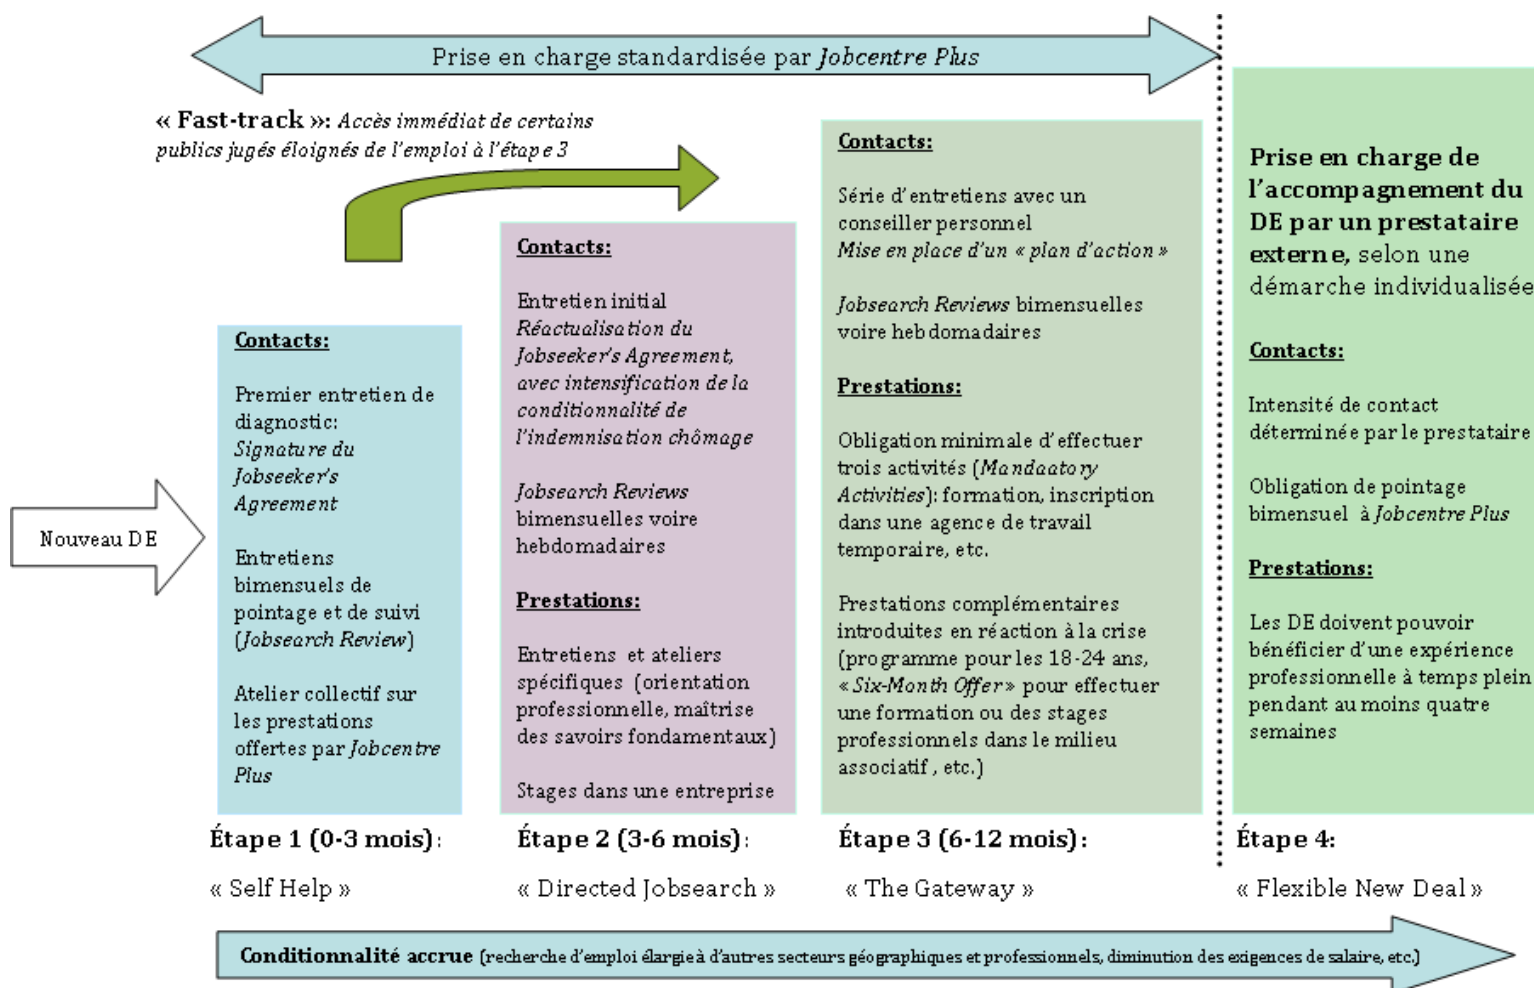 Prise en charge standardisée par Jobcentre Plus
« Fast-track »: Accès immédiat de certains
publics jugés éloignés de l'emploi à l'étape 3
Nouveau DE
Contacts:
Premier entretien de
diagnostic:
Signature du
Jobseeker's
Agreement
Entretiens
bimensuels de
pointage et de suivi
(Jobsearch Review)
Atelier collectif sur
les prestations
offertes par Jobcentre
Plus
Étape 1 (0-3 mois):
« Self Help »
Contacts:
Entretien initial
Réactualisation du
Jobseeker's Agreement,
avec intensification de la
conditionnalité de
l'indemnisation chômage
Jobsearch Reviews
bimensuelles voire
hebdomadaires
Prestations:
Entretiens et ateliers
spécifiques (orientation
professionnelle, maîtrise
des savoirs fondamentaux)
Stages dans une entreprise
Étape 2 (3-6 mois):
« Directed Jobsearch »
Contacts:
Série d'entretiens avec un
conseiller personnel
Mise en place d'un « plan d'action »
Jobsearch Reviews bimensuelles
voire hebdomadaires
Prestations:
Obligation minimale d'effectuer
trois activités (Mandaatory
Activities): formation, inscription
dans une agence de travail
temporaire, etc.
Prestations complémentaires
introduites en réaction à la crise
(programme pour les 18-24 ans,
« Six-Month Offer » pour effectuer
une formation ou des stages
professionnels dans le milieu
associatif, etc.)
Étape 3 (6-12 mois):
« The Gateway »
Prise en charge de
l'accompagnement du
DE par un prestataire
externe, selon une
démarche individualisée
Contacts:
Intensité de contact
déterminée par le prestataire
Obligation de pointage
bimensuel à Jobcentre Plus
Prestations:
Les DE doivent pouvoir
bénéficier d'une expérience
professionnelle à temps plein
pendant au moins quatre
semaines
Étape 4:
« Flexible New Deal »
Conditionnalité accrue (recherche d'emploi élargie à d'autres secteurs géographiques et professionnels, diminution des exigences de salaire, etc.)